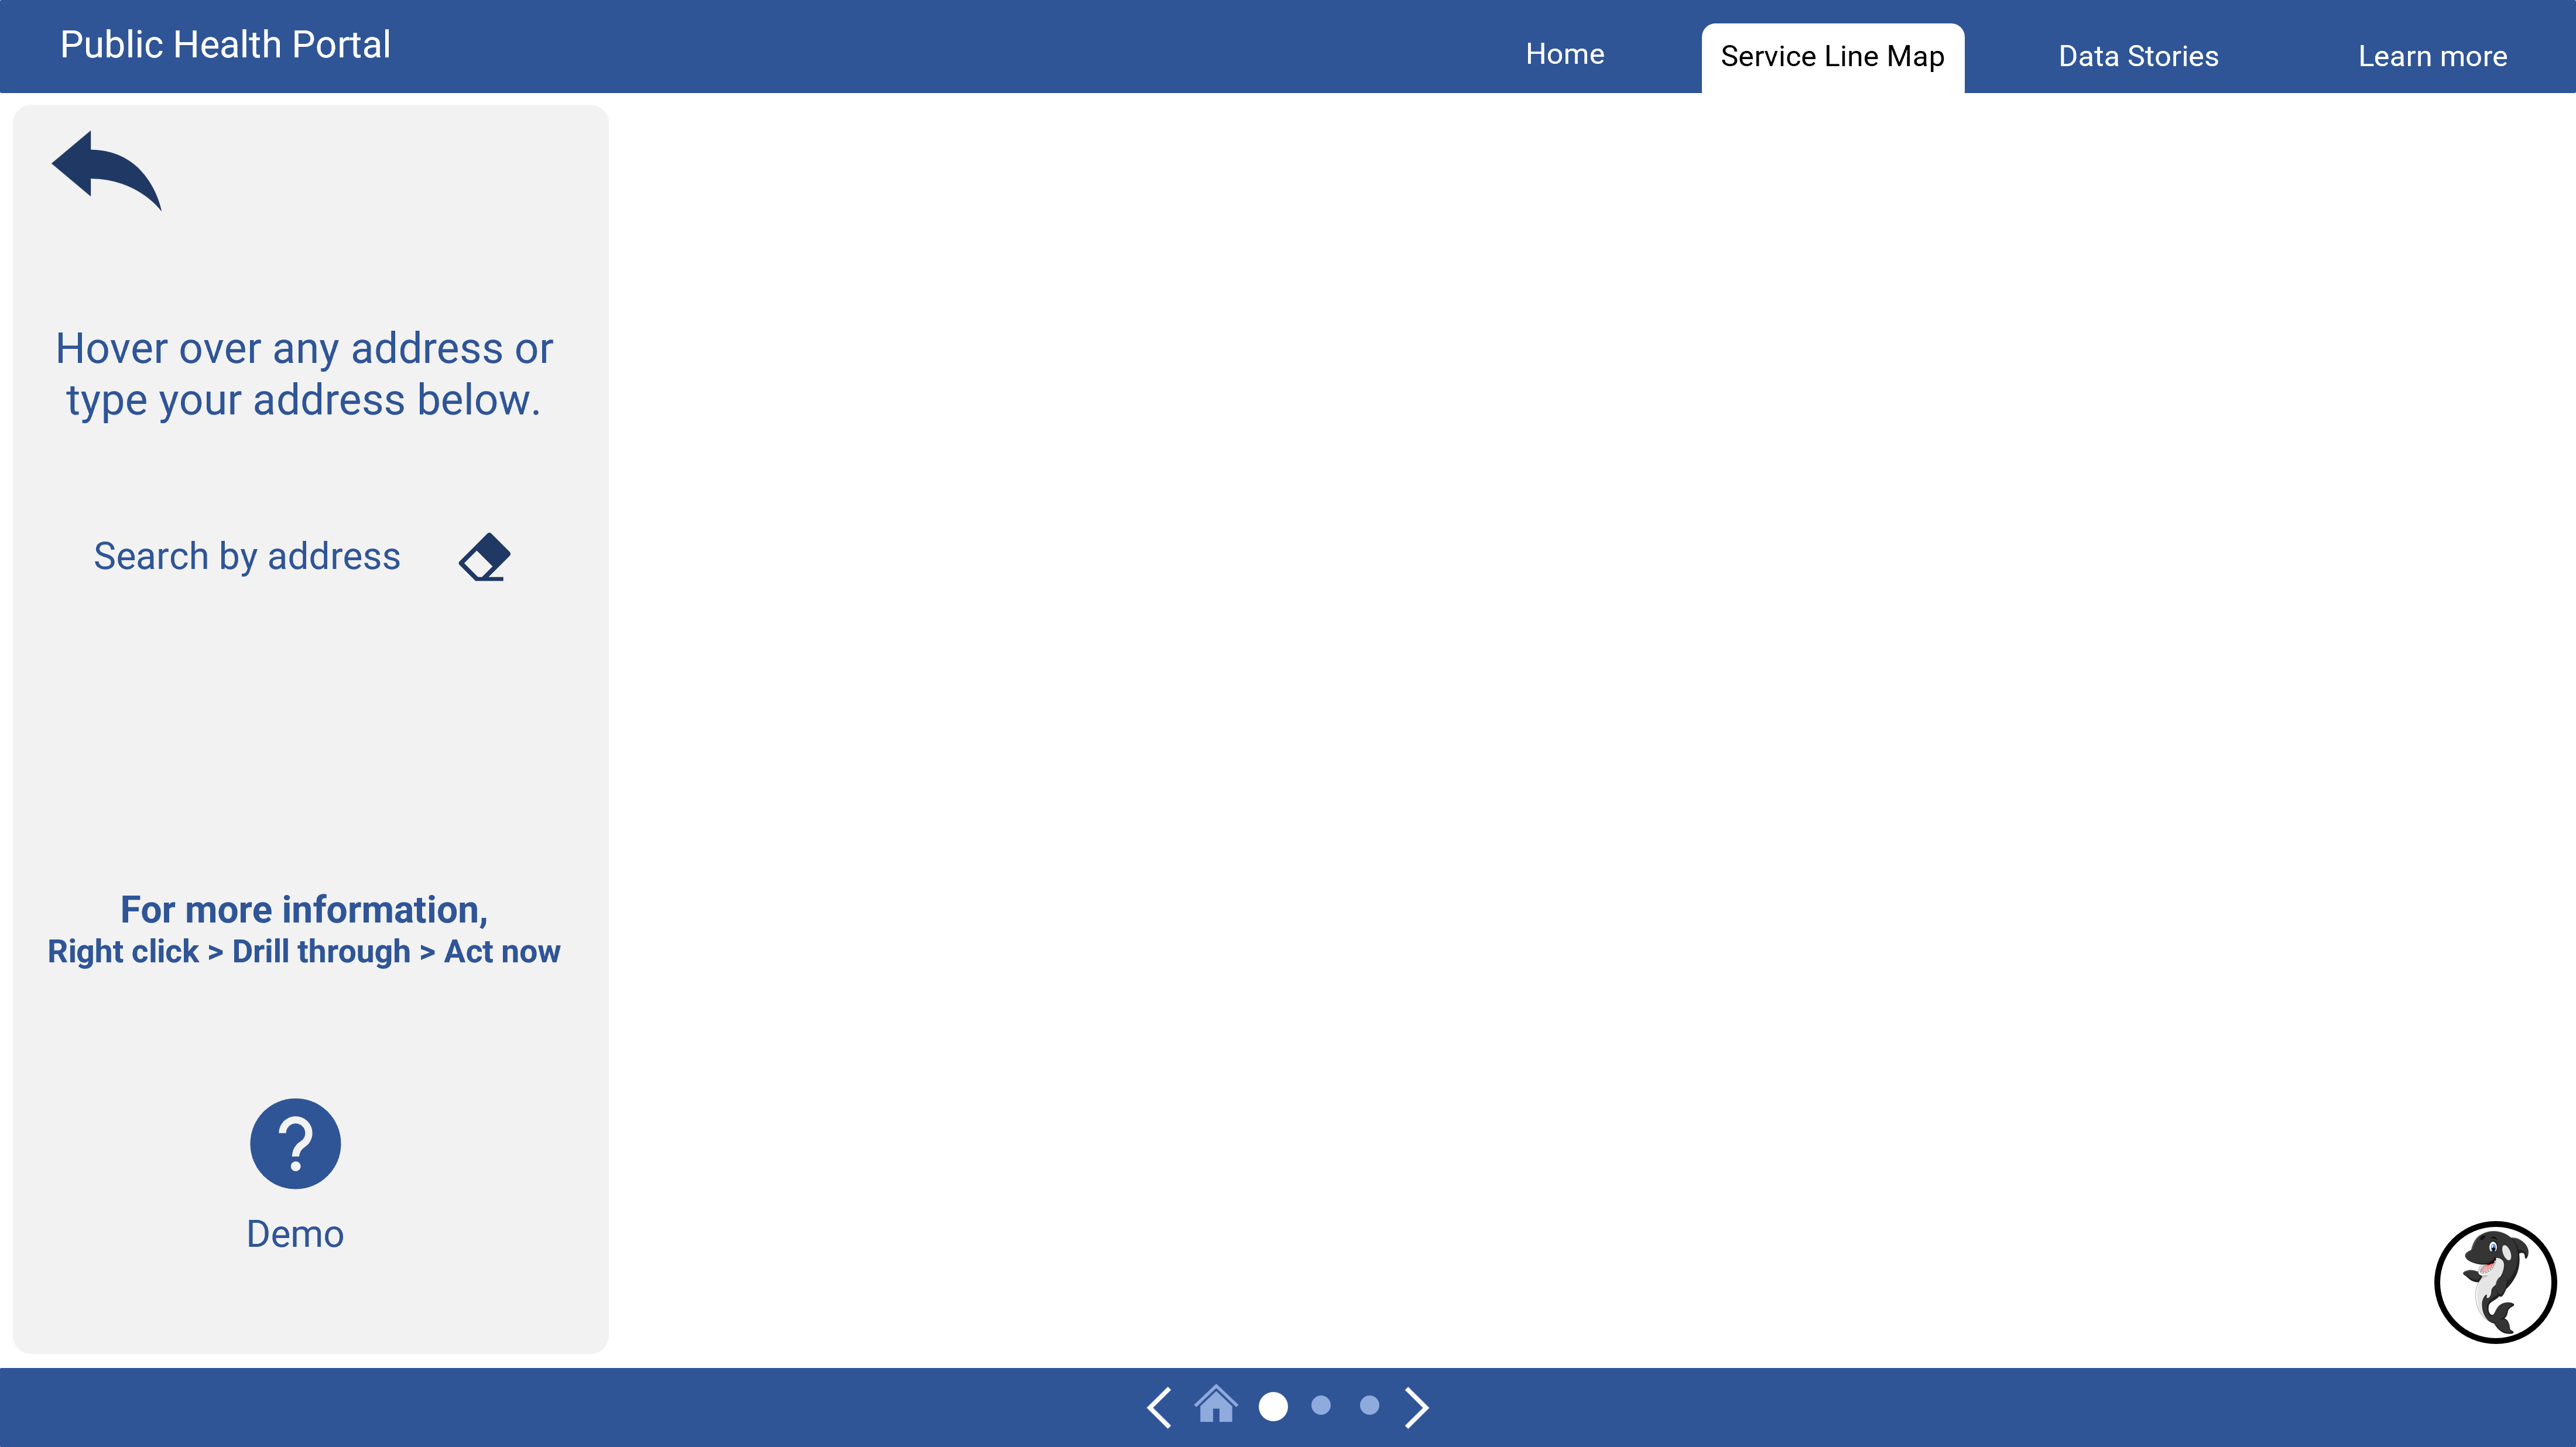 Public Health Portal
Home
Service Line Map
Data Stories
Learn more
Hover over any address or
type your address below.
Search by address
For more information,
Right click > Drill through > Act now
?
Demo